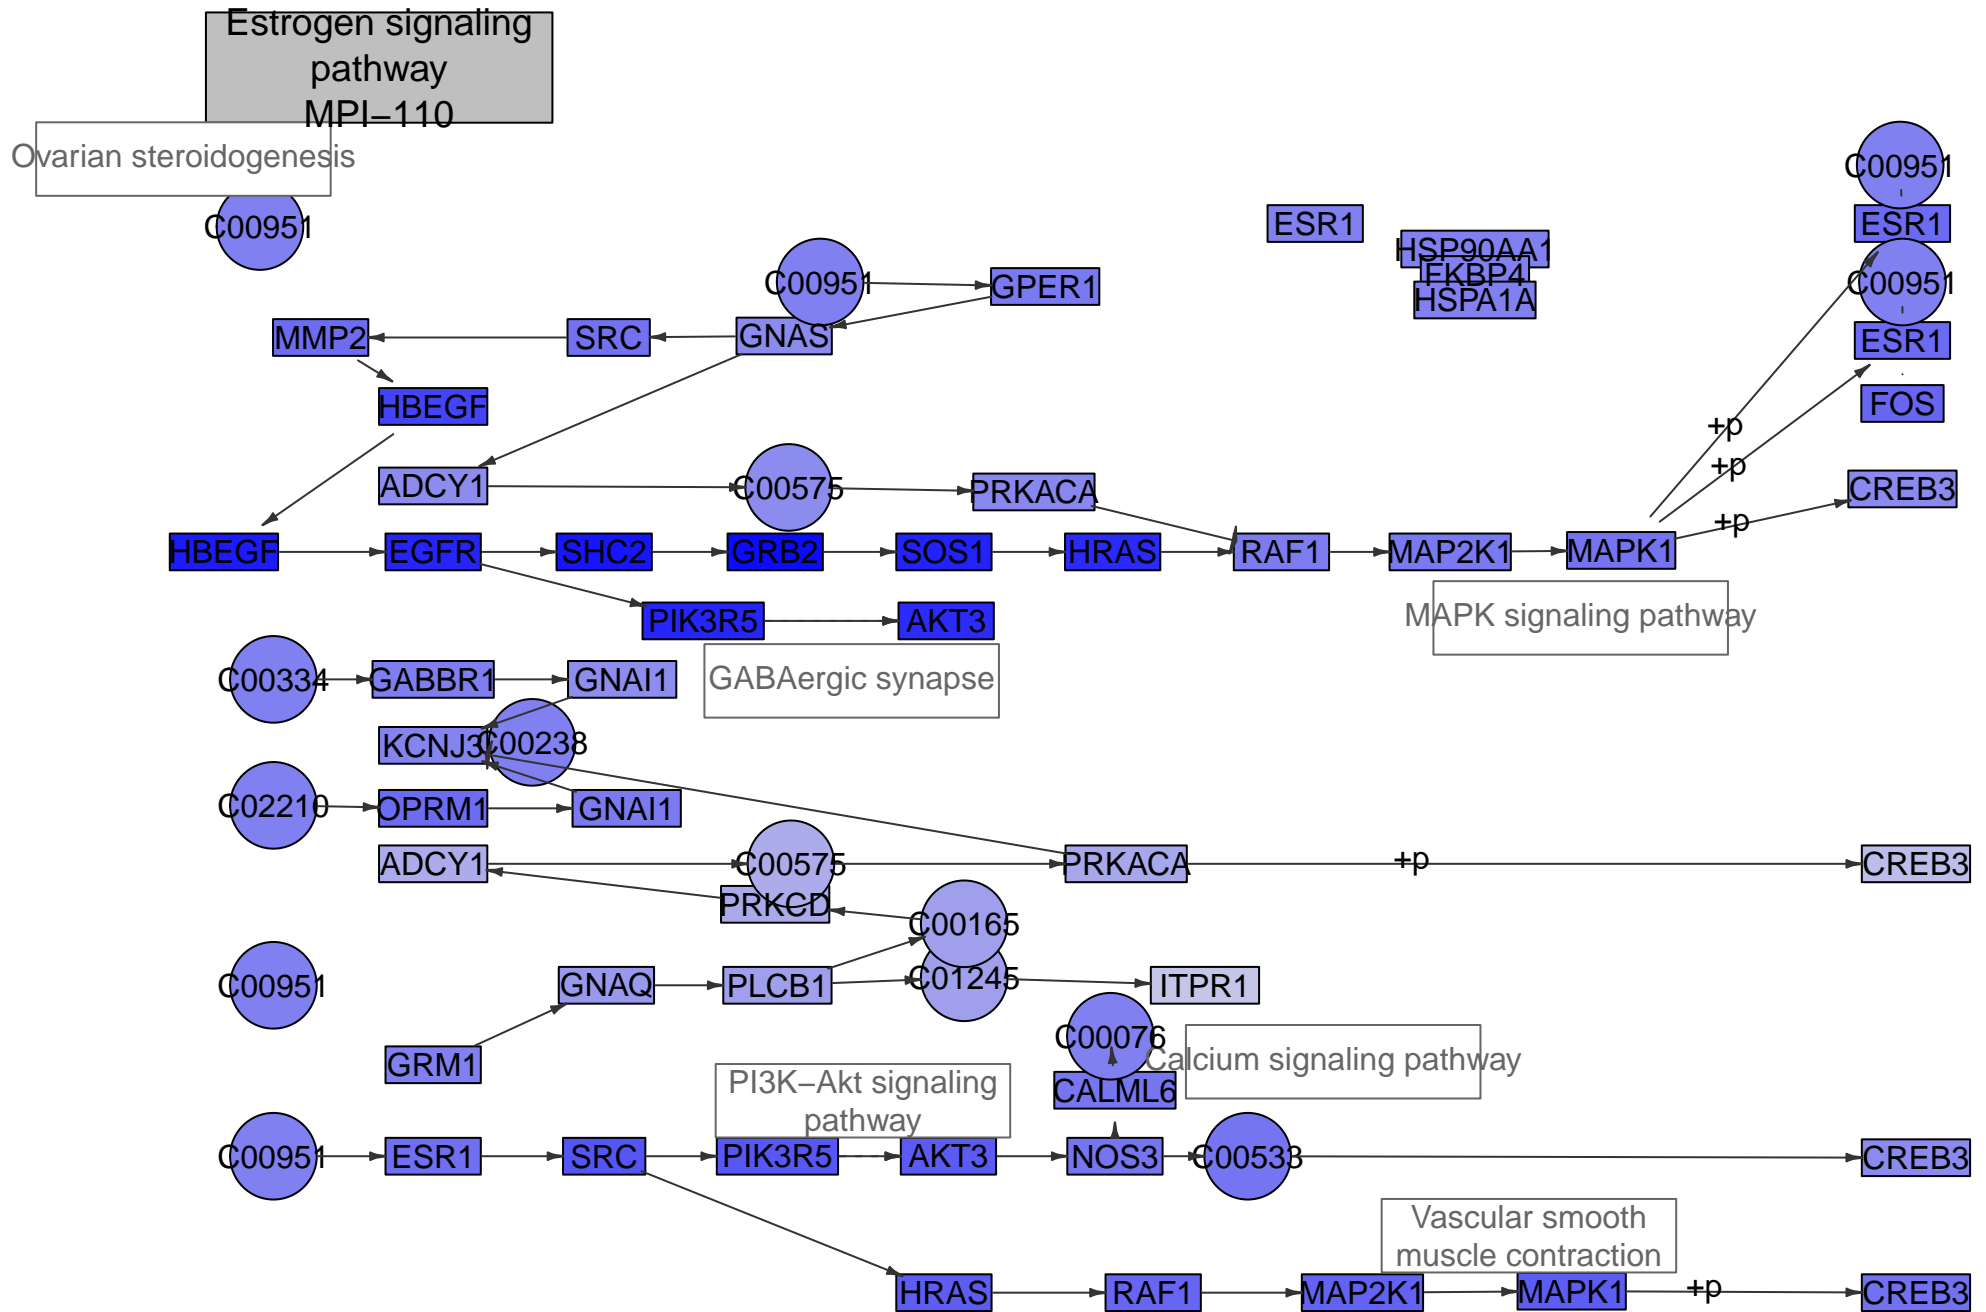 Estrogen signaling
pathway
MPI−110
Ovarian steroidogenesis
C00951
C00951
ESR1
C00951
ESR1
HSP90AA1
FKBP4
HSPA1A
C00951
GPER1
C00951
MMP2
SRC
GNAS
ESR1
HBEGF
FOS
+p
+p
ADCY1
C00575
PRKACA
CREB3
+p
HBEGF
EGFR
SHC2
GRB2
SOS1
HRAS
RAF1
MAP2K1
MAPK1
PIK3R5
AKT3
MAPK signaling pathway
C00334
GABBR1
GNAI1
GABAergic synapse
KCNJ3
C00238
C02210
OPRM1
GNAI1
ADCY1
C00575
PRKACA
+p
CREB3
PRKCD
C00165
C00951
GNAQ
PLCB1
C01245
ITPR1
C00076
Calcium signaling pathway
GRM1
CALML6
PI3K−Akt signaling
pathway
C00951
ESR1
SRC
PIK3R5
AKT3
NOS3
C00533
CREB3
Vascular smooth
muscle contraction
HRAS
RAF1
MAP2K1
MAPK1
+p
CREB3